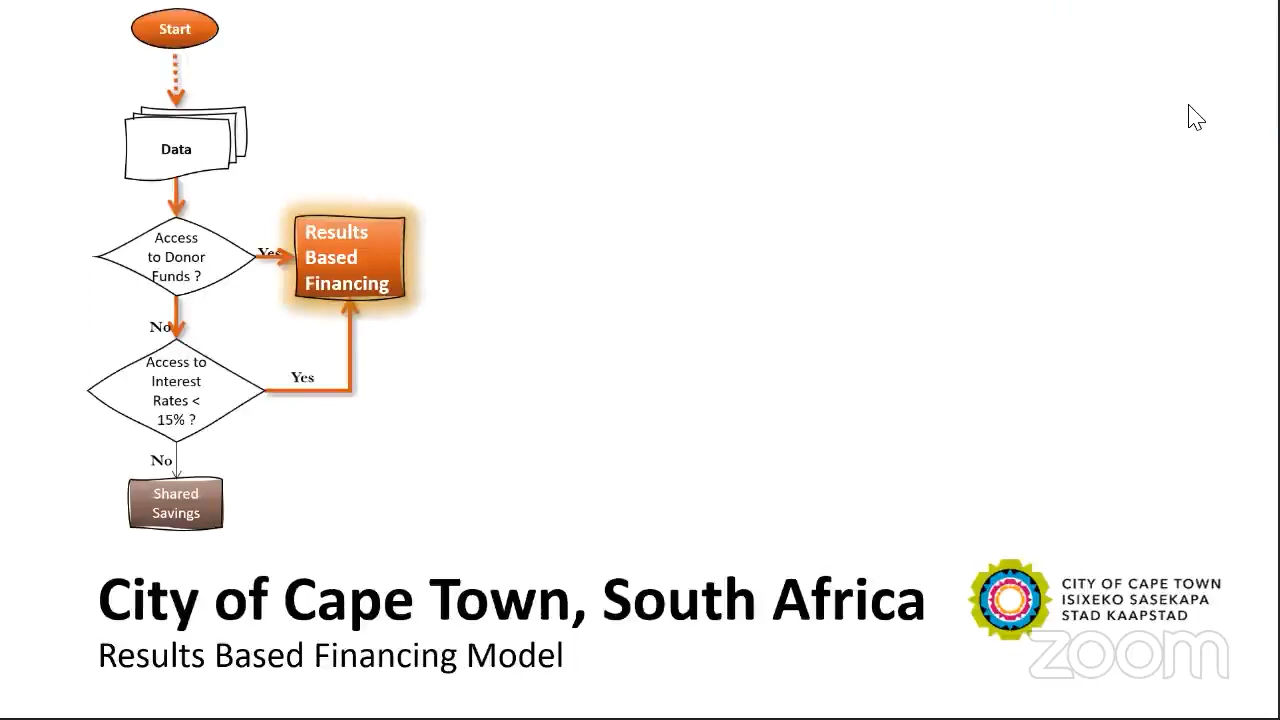 Start
Data
Access
to Donor
Funds ?
Yes
Results
Based
Financing
No
Access to
Interest
Rates <
15% ?
Yes
No
Shared
Savings
City of Cape Town, South Africa
Results Based Financing Model
CITY OF CAPE TOWN
ISIXEKO SASEKAPA
STAD KAAPSTAD
zoom